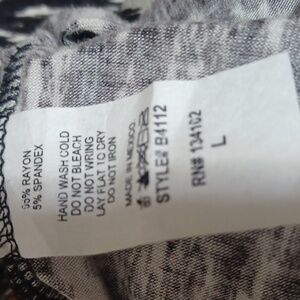 95% RAYON
5% SPANDEX
HAND WASH COLD
DO NOT BLEACH
DO NOT WRING
LAY FLAT TO DRY
DO NOT IRON
MADE IN MEXICO
STYLE# B4112
RN# 134162
L